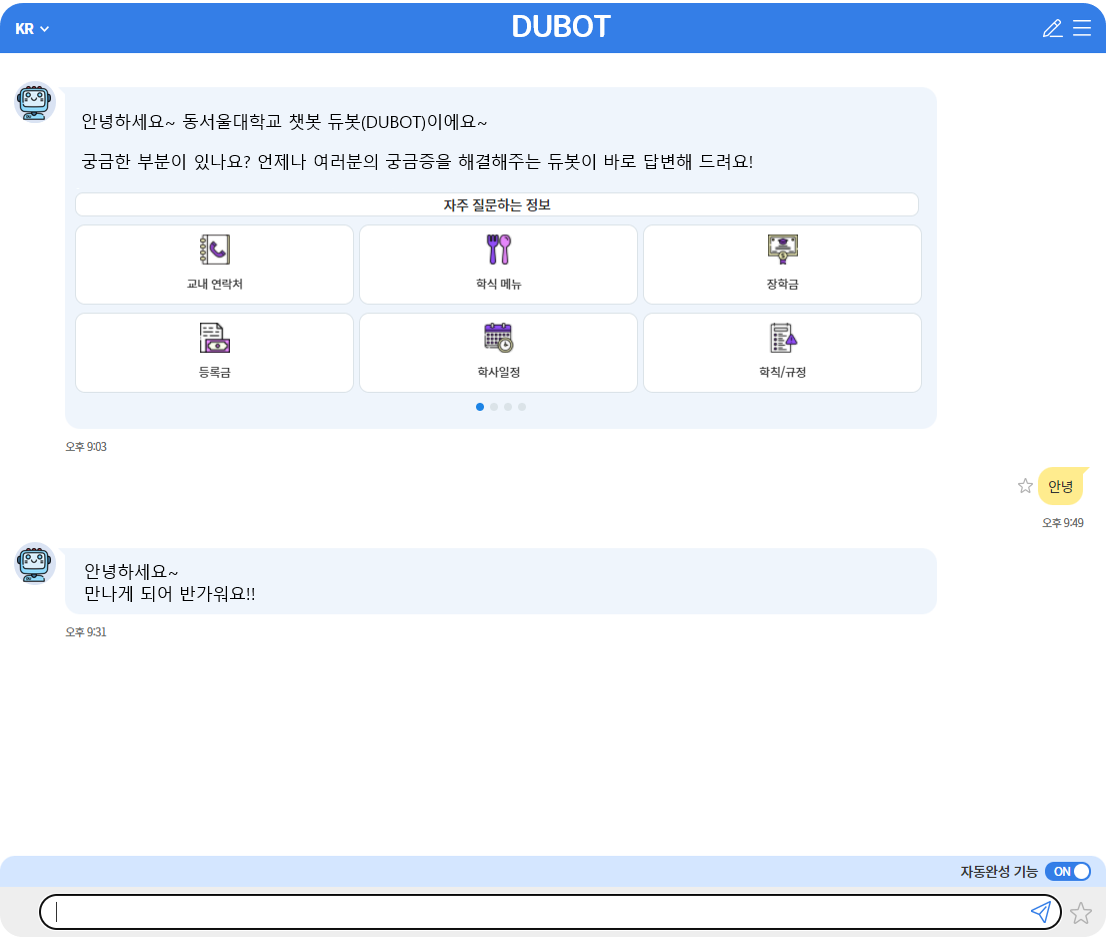 KR
DUBOT
안녕하세요~ 동서울대학교 챗봇 듀봇(DUBOT)이에요~
궁금한 부분이 있나요? 언제나 여러분의 궁금증을 해결해주는 듀봇이 바로 답변해 드려요!
자주 질문하는 정보
교내 연락처 학식 메뉴 장학금
등록금 학사일정 학칙/규정
오후 9:03
안녕
오후 9:49
안녕하세요~
만나게 되어 반가워요!!
오후 9:31
자동완성 기능 ON